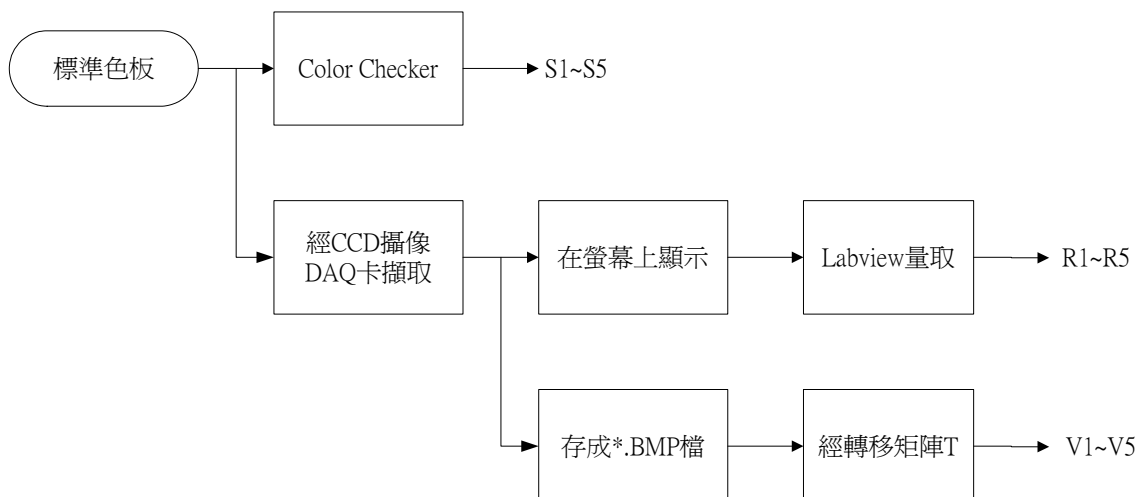 標準色板
Color Checker
S1~S5
經CCD攝像
DAQ卡擷取
在螢幕上顯示
Labview量取
R1~R5
存成*.BMP檔
經轉移矩陣T
V1~V5